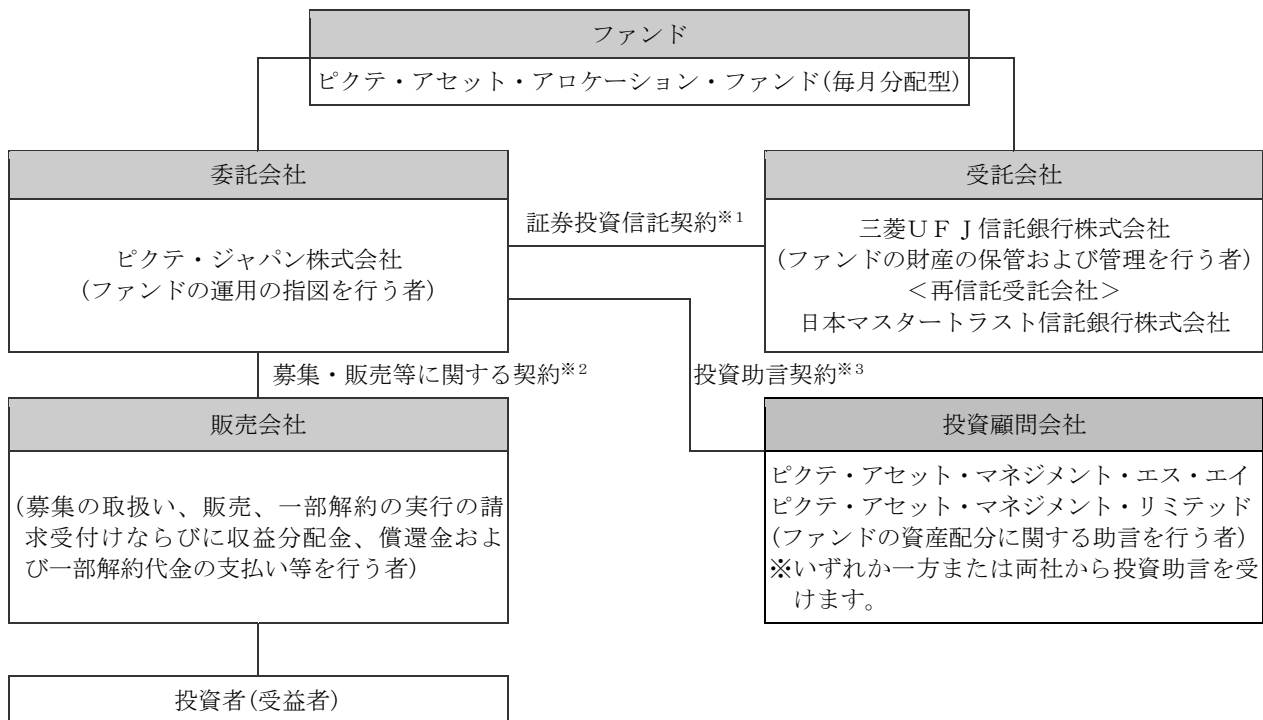 ファンド
ピクテ・アセット・アロケーション・ファンド(毎月分配型)
委託会社
ピクテ・ジャパン株式会社
(ファンドの運用の指図を行う者)
証券投資信託契約※1
受託会社
三菱UFJ信託銀行株式会社
(ファンドの財産の保管および管理を行う者)
<再信託受託会社>
日本マスタートラスト信託銀行株式会社
募集・販売等に関する契約※2
投資助言契約※3
販売会社
(募集の取扱い、販売、一部解約の実行の請
求受付けならびに収益分配金、償還金およ
び一部解約代金の支払い等を行う者)
投資顧問会社
ピクテ・アセット・マネジメント・エス・エイ
ピクテ・アセット・マネジメント・リミテッド
(ファンドの資産配分に関する助言を行う者)
※いずれか一方または両社から投資助言を受
けます。
投資者(受益者)